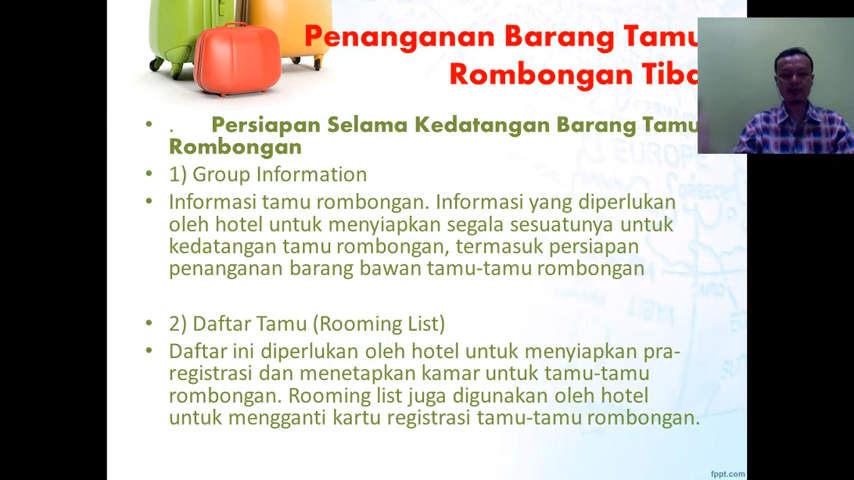 Penanganan Barang Tamu
Rombongan Tiba
• . Persiapan Selama Kedatangan Barang Tamu
Rombongan
• 1) Group Information
• Informasi tamu rombongan. Informasi yang diperlukan
oleh hotel untuk menyiapkan segala sesuatunya untuk
kedatangan tamu rombongan, termasuk persiapan
penanganan barang bawan tamu-tamu rombongan
• 2) Daftar Tamu (Rooming List)
• Daftar ini diperlukan oleh hotel untuk menyiapkan pra-
registrasi dan menetapkan kamar untuk tamu-tamu
rombongan. Rooming list juga digunakan oleh hotel
untuk mengganti kartu registrasi tamu-tamu rombongan.
fppt.com